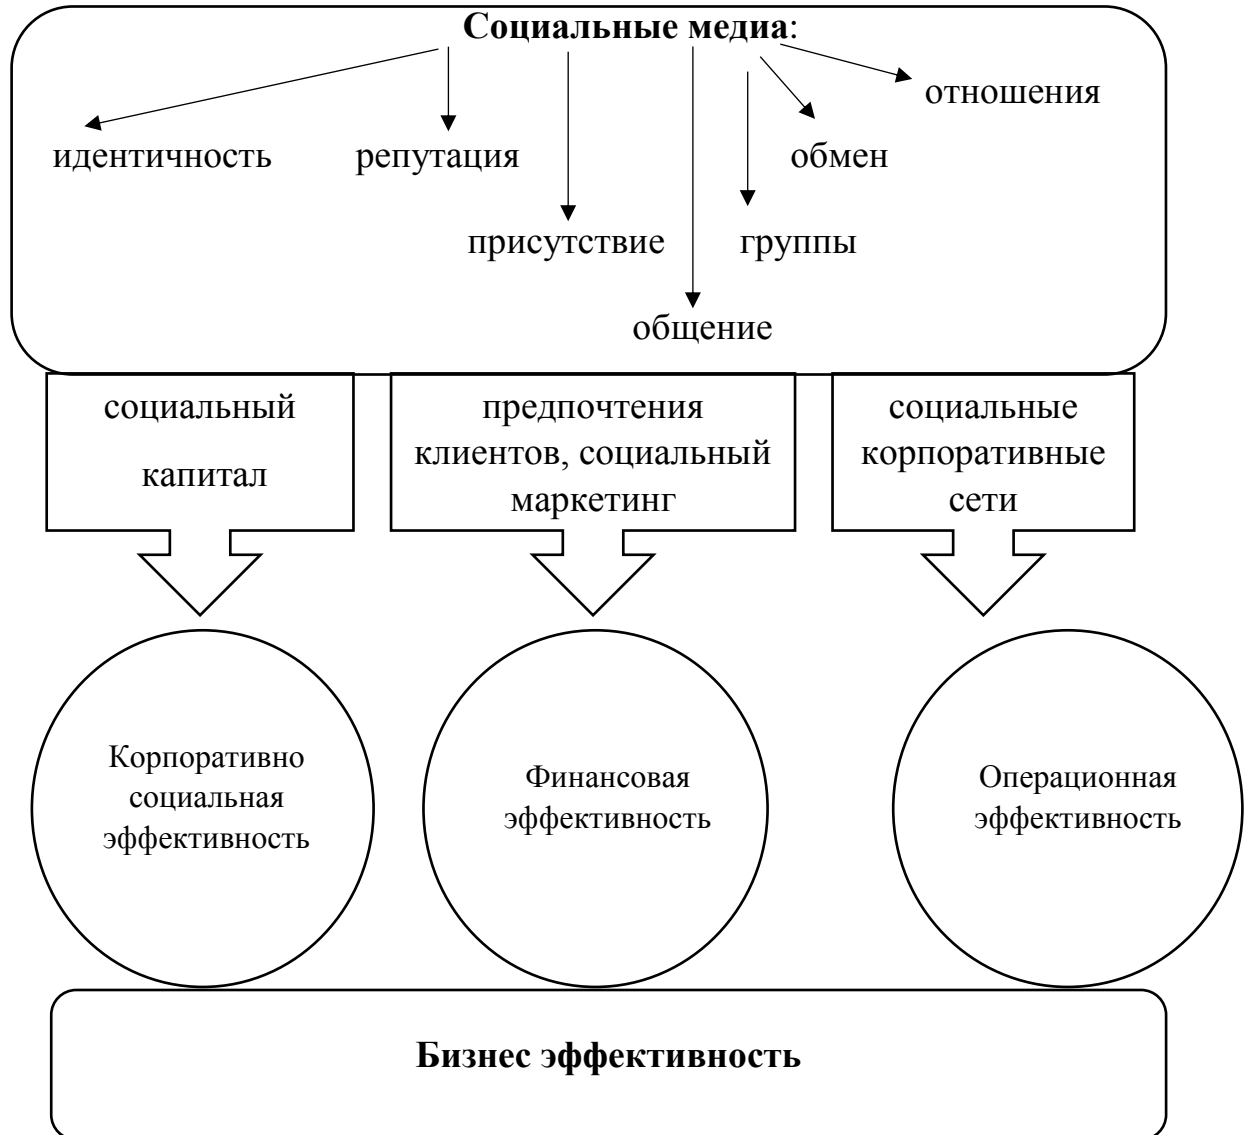 Социальные медиа:
отношения
идентичность
репутация
обмен
присутствие
группы
общение
социальный
капитал
предпочтения
клиентов, социальный
маркетинг
социальные
корпоративные
сети
Корпоративно
социальная
эффективность
Финансовая
эффективность
Операционная
эффективность
Бизнес эффективность